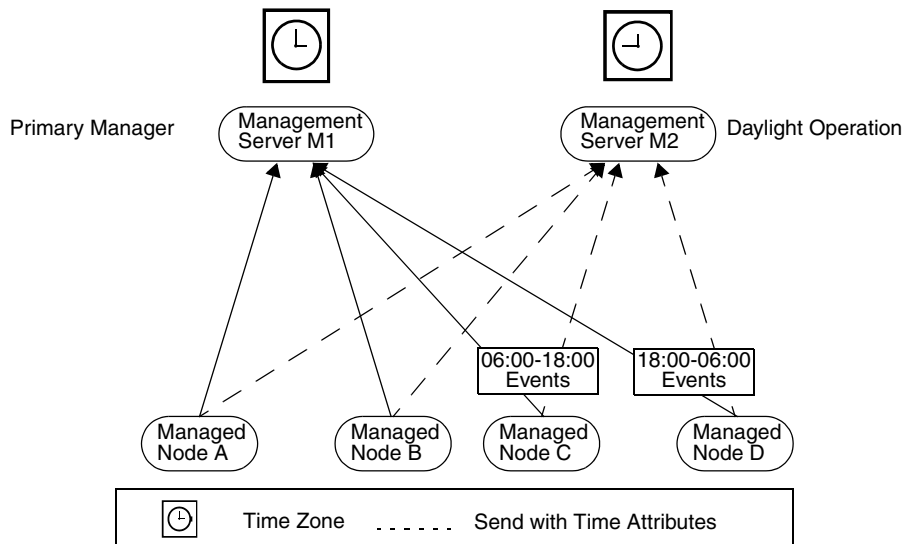 Primary Manager
Management
Server M1
Management
Server M2
Daylight Operation
06:00-18:00
Events
18:00-06:00
Events
Managed
Node A
Managed
Node B
Managed
Node C
Managed
Node D
Time Zone
Send with Time Attributes